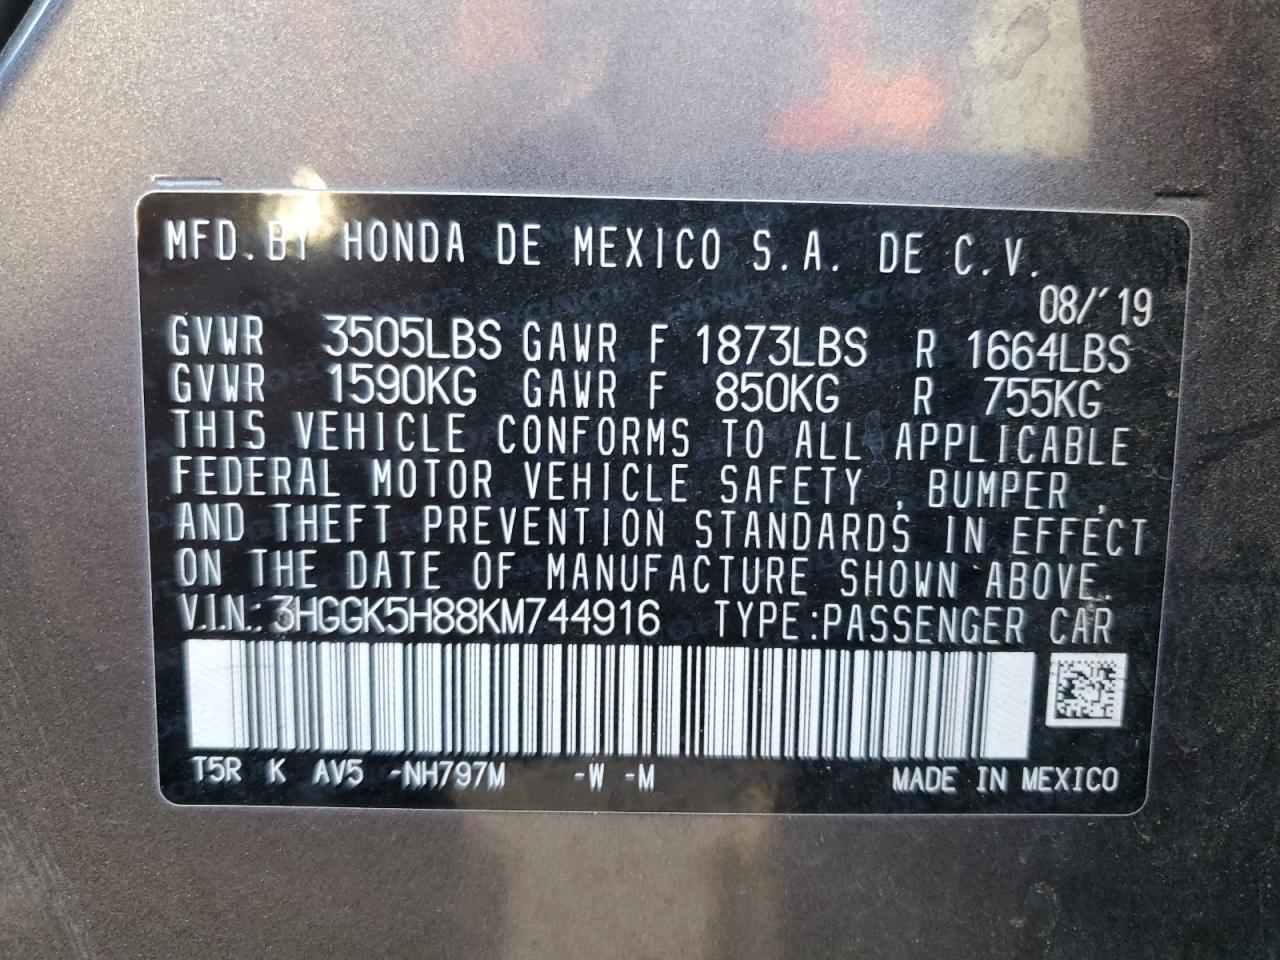 MFD. BY HONDA DE MEXICO S.A. DE C.V.
08/'19
GVWR 3505LBS GAWR F 1873LBS R 1664LBS
GVWR 1590KG GAWR F 850KG R 755KG
THIS VEHICLE CONFORMS TO ALL APPLICABLE
FEDERAL MOTOR VEHICLE SAFETY , BUMPER ,
AND THEFT PREVENTION STANDARDS IN EFFECT
ON THE DATE OF MANUFACTURE SHOWN ABOVE.
V.I.N.: 3HGGK5H88KM744916 TYPE:PASSENGER CAR
T5R K AV5 -NH797M -W -M MADE IN MEXICO